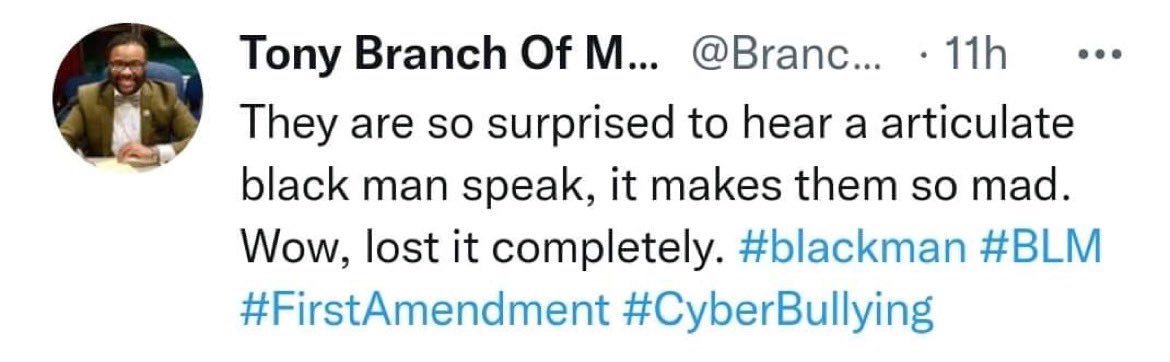 Tony Branch Of M... @Branc... · 11h
They are so surprised to hear a articulate
black man speak, it makes them so mad.
Wow, lost it completely. #blackman #BLM
#FirstAmendment #CyberBullying